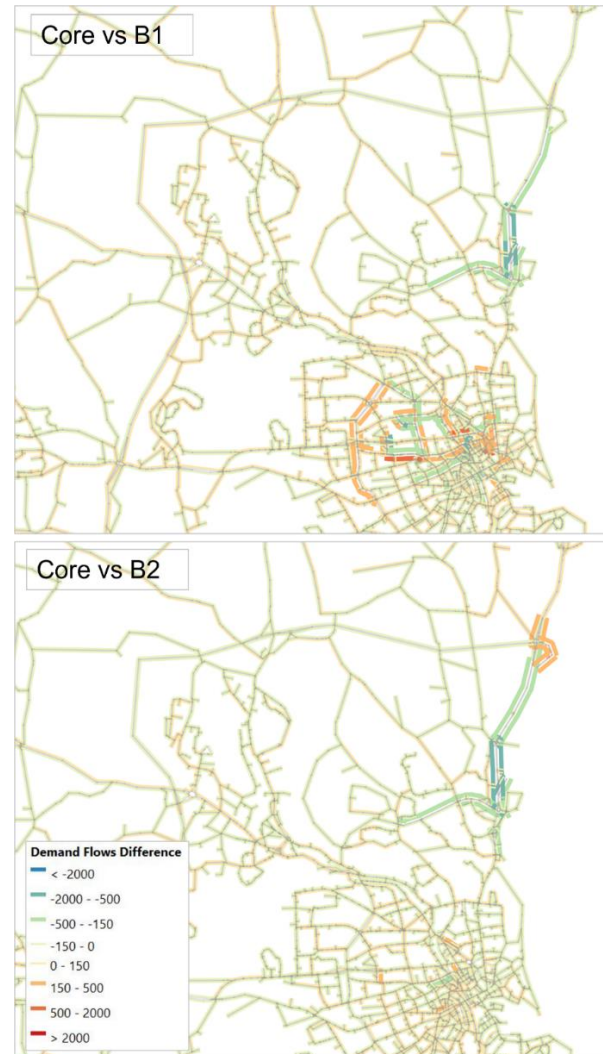 Core vs B1
Core vs B2
Demand Flows Difference
< -2000
-2000 - -500
-500 - -150
-150 - 0
0 - 150
150 - 500
500 - 2000
> 2000